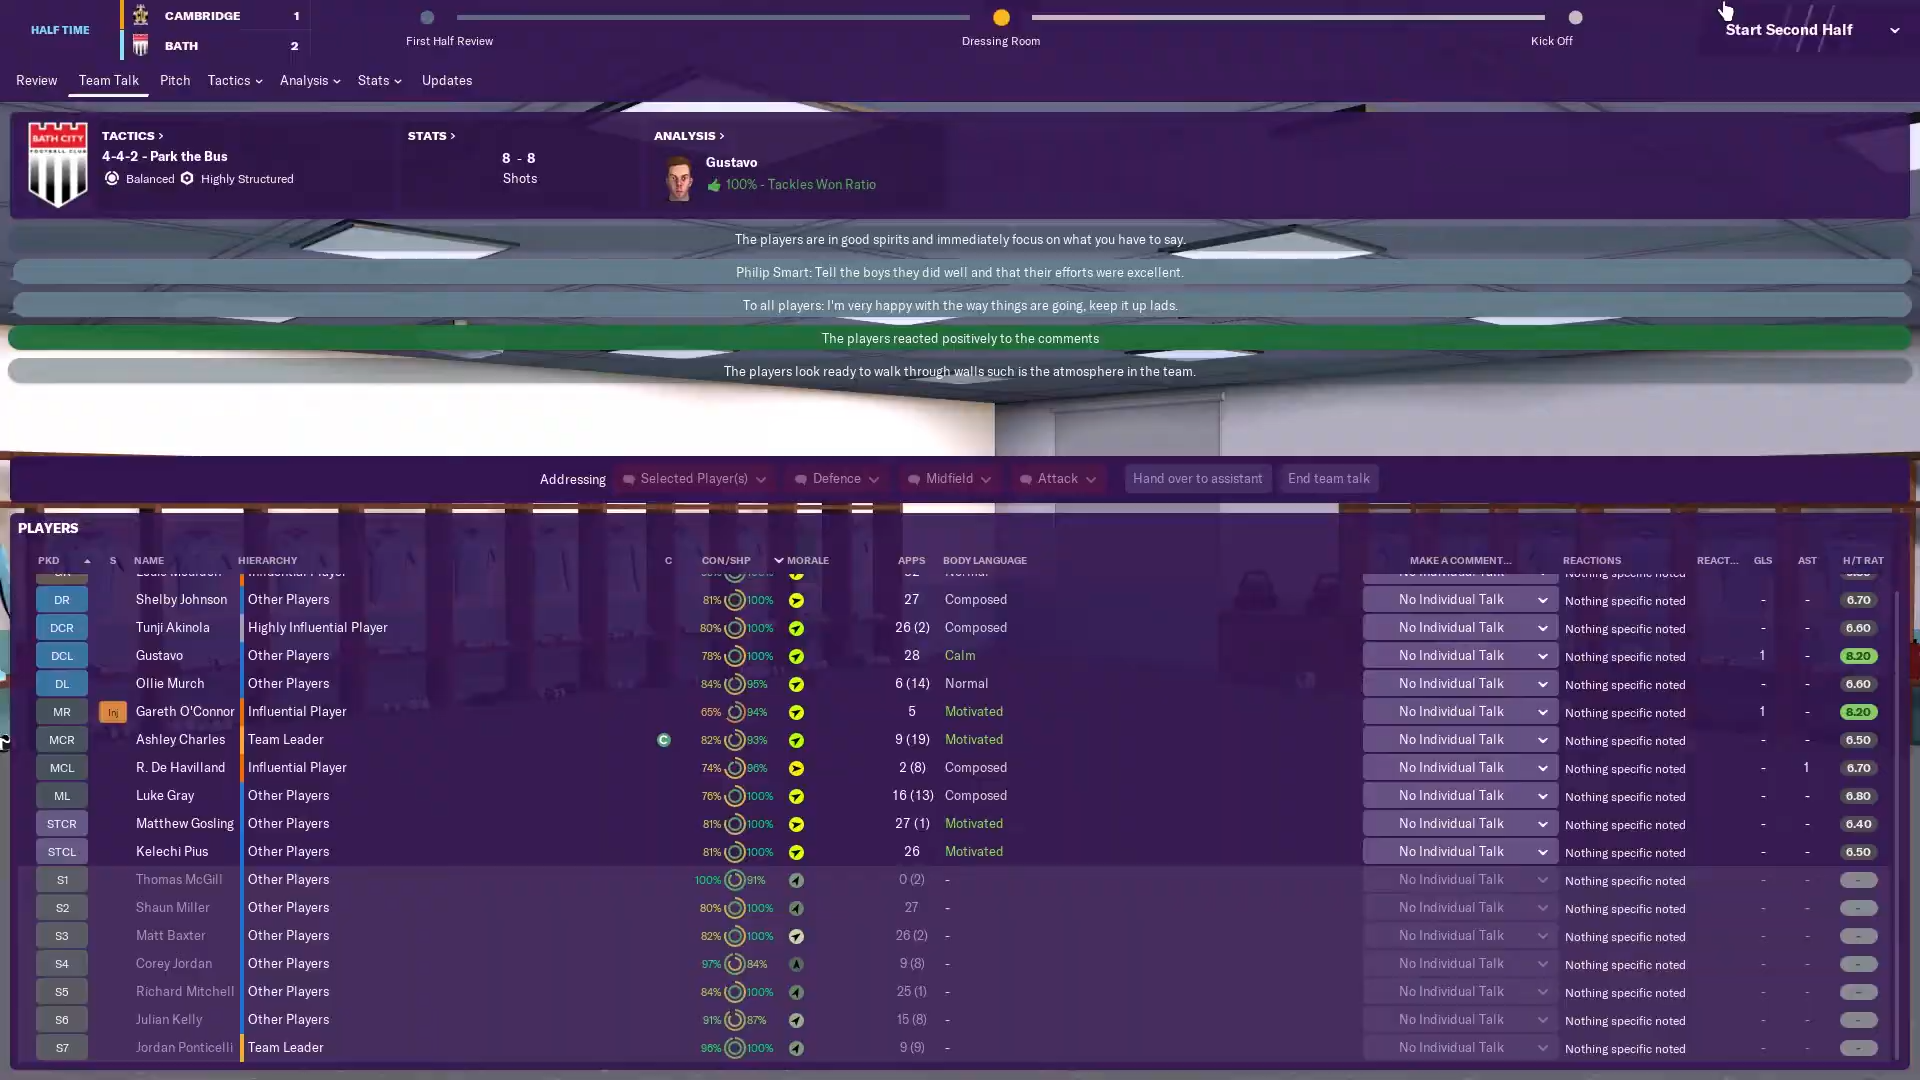 HALF TIME
CAMBRIDGE 1
BATH 2
First Half Review
Dressing Room
Kick Off
Start Second Half
Review Team Talk Pitch Tactics Analysis Stats Updates
BATH CITY
FOOTBALL CLUB
TACTICS >
4-4-2 - Park the Bus
Balanced Highly Structured
STATS >
8 - 8
Shots
ANALYSIS >
Gustavo
100% - Tackles Won Ratio
The players are in good spirits and immediately focus on what you have to say.
Philip Smart: Tell the boys they did well and that their efforts were excellent.
To all players: I'm very happy with the way things are going, keep it up lads.
The players reacted positively to the comments
The players look ready to walk through walls such is the atmosphere in the team.
Addressing Selected Player(s) Defence Midfield Attack Hand over to assistant End team talk
PLAYERS
PKD S NAME HIERARCHY C CON/SHP MORALE APPS BODY LANGUAGE MAKE A COMMENT... REACTIONS REACT... GLS AST H/T RAT
DR Shelby Johnson Other Players 81% 100% 27 Composed No Individual Talk Nothing specific noted - - 6.70
DCR Tunji Akinola Highly Influential Player 80% 100% 26 (2) Composed No Individual Talk Nothing specific noted - - 6.60
DCL Gustavo Other Players 78% 100% 28 Calm No Individual Talk Nothing specific noted 1 - 8.20
DL Ollie Murch Other Players 84% 95% 6 (14) Normal No Individual Talk Nothing specific noted - - 6.60
MR Inj Gareth O'Connor Influential Player 65% 94% 5 Motivated No Individual Talk Nothing specific noted 1 - 8.20
MCR Ashley Charles Team Leader C 82% 93% 9 (19) Motivated No Individual Talk Nothing specific noted - - 6.50
MCL R. De Havilland Influential Player 74% 96% 2 (8) Composed No Individual Talk Nothing specific noted - 1 6.70
ML Luke Gray Other Players 76% 100% 16 (13) Composed No Individual Talk Nothing specific noted - - 6.80
STCR Matthew Gosling Other Players 81% 100% 27 (1) Motivated No Individual Talk Nothing specific noted - - 6.40
STCL Kelechi Pius Other Players 81% 100% 26 Motivated No Individual Talk Nothing specific noted - - 6.50
S1 Thomas McGill Other Players 100% 91% 0 (2) - No Individual Talk Nothing specific noted - - -
S2 Shaun Miller Other Players 80% 100% 27 - No Individual Talk Nothing specific noted - - -
S3 Matt Baxter Other Players 82% 100% 26 (2) - No Individual Talk Nothing specific noted - - -
S4 Corey Jordan Other Players 97% 84% 9 (8) - No Individual Talk Nothing specific noted - - -
S5 Richard Mitchell Other Players 84% 100% 25 (1) - No Individual Talk Nothing specific noted - - -
S6 Julian Kelly Other Players 91% 87% 15 (8) - No Individual Talk Nothing specific noted - - -
S7 Jordan Ponticelli Team Leader 96% 100% 9 (9) - No Individual Talk Nothing specific noted - - -